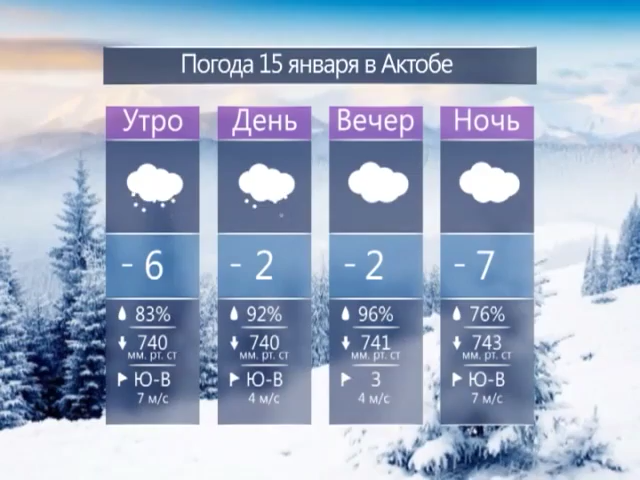 Погода 15 января в Актобе
Утро День Вечер Ночь
- 6 - 2 - 2 - 7
83% 92% 96% 76%
740 740 741 743
мм. рт. ст мм. рт. ст мм. рт. ст мм. рт. ст
Ю-В Ю-В З Ю-В
7 м/с 4 м/с 4 м/с 7 м/с